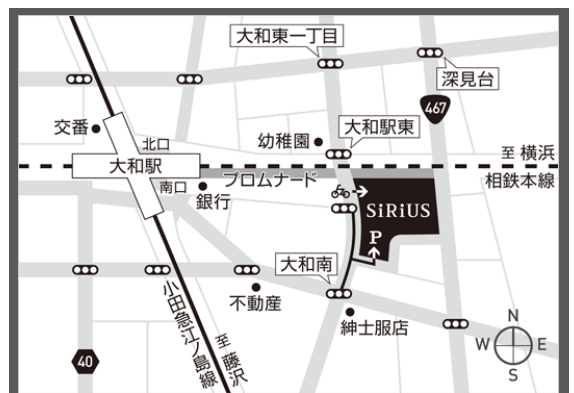 大和東一丁目
深見台
467
交番
北口
幼稚園
大和駅東
大和駅
至 横浜
相鉄本線
南口
プロムナード
銀行
SiRiUS
P
大和南
不動産
小田急江ノ島線
至 藤沢
紳士服店
40
N
W
E
S